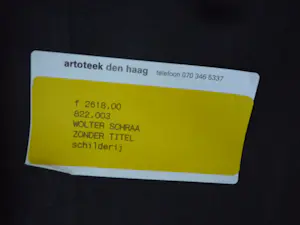 artoteek den haag telefoon 070 346 5337
f 2618.00
822.003
WOLTER SCHRAA
ZONDER TITEL
schilderij